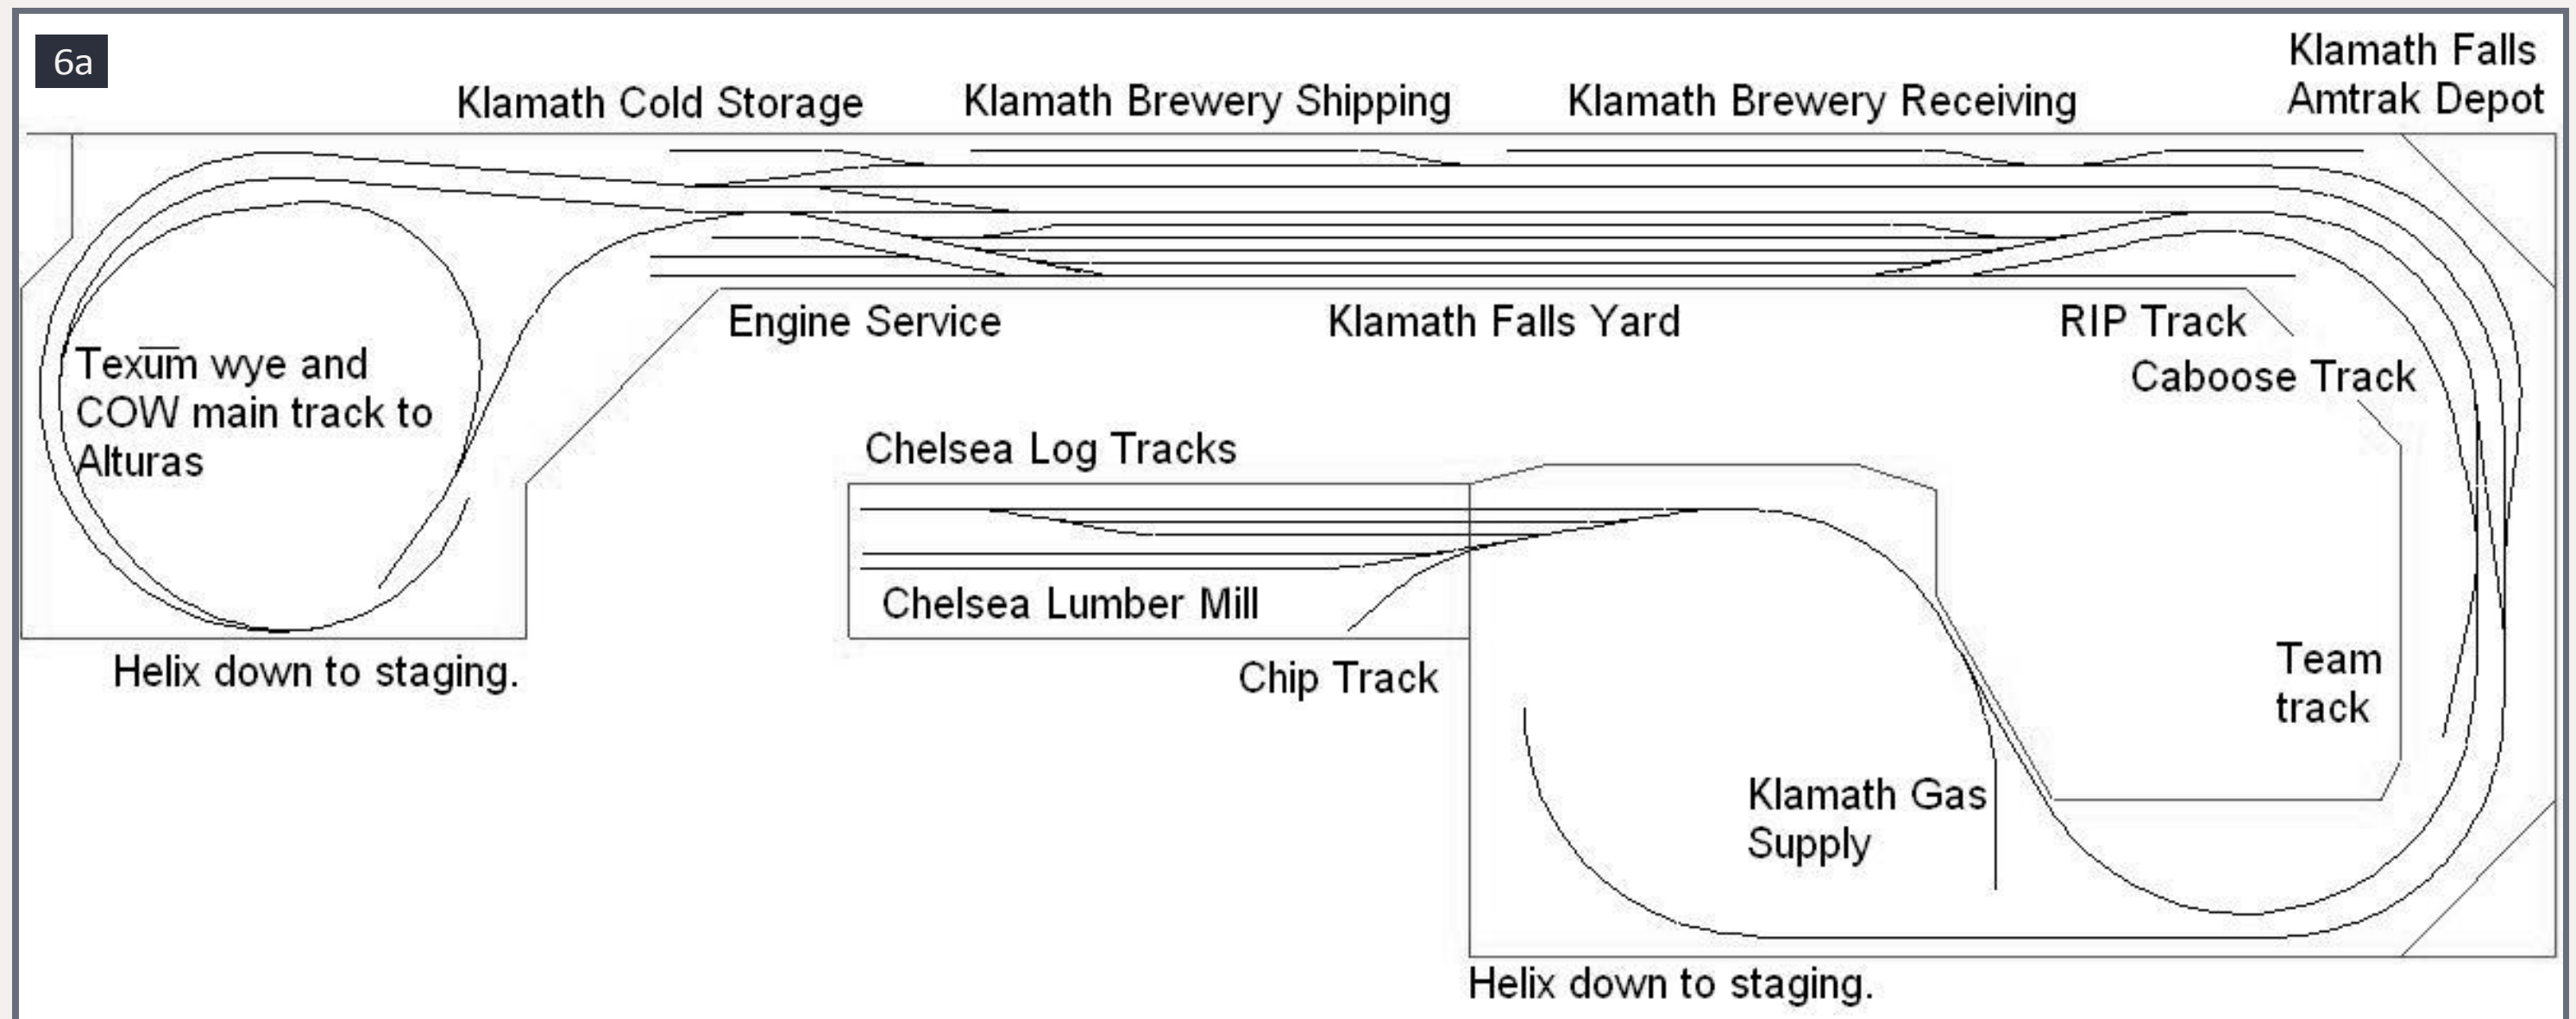 6a
Klamath Falls
Amtrak Depot
Klamath Cold Storage
Klamath Brewery Shipping
Klamath Brewery Receiving
Engine Service
Klamath Falls Yard
RIP Track
Caboose Track
Texum wye and
COW main track to
Alturas
Chelsea Log Tracks
Chelsea Lumber Mill
Helix down to staging.
Chip Track
Team
track
Klamath Gas
Supply
Helix down to staging.